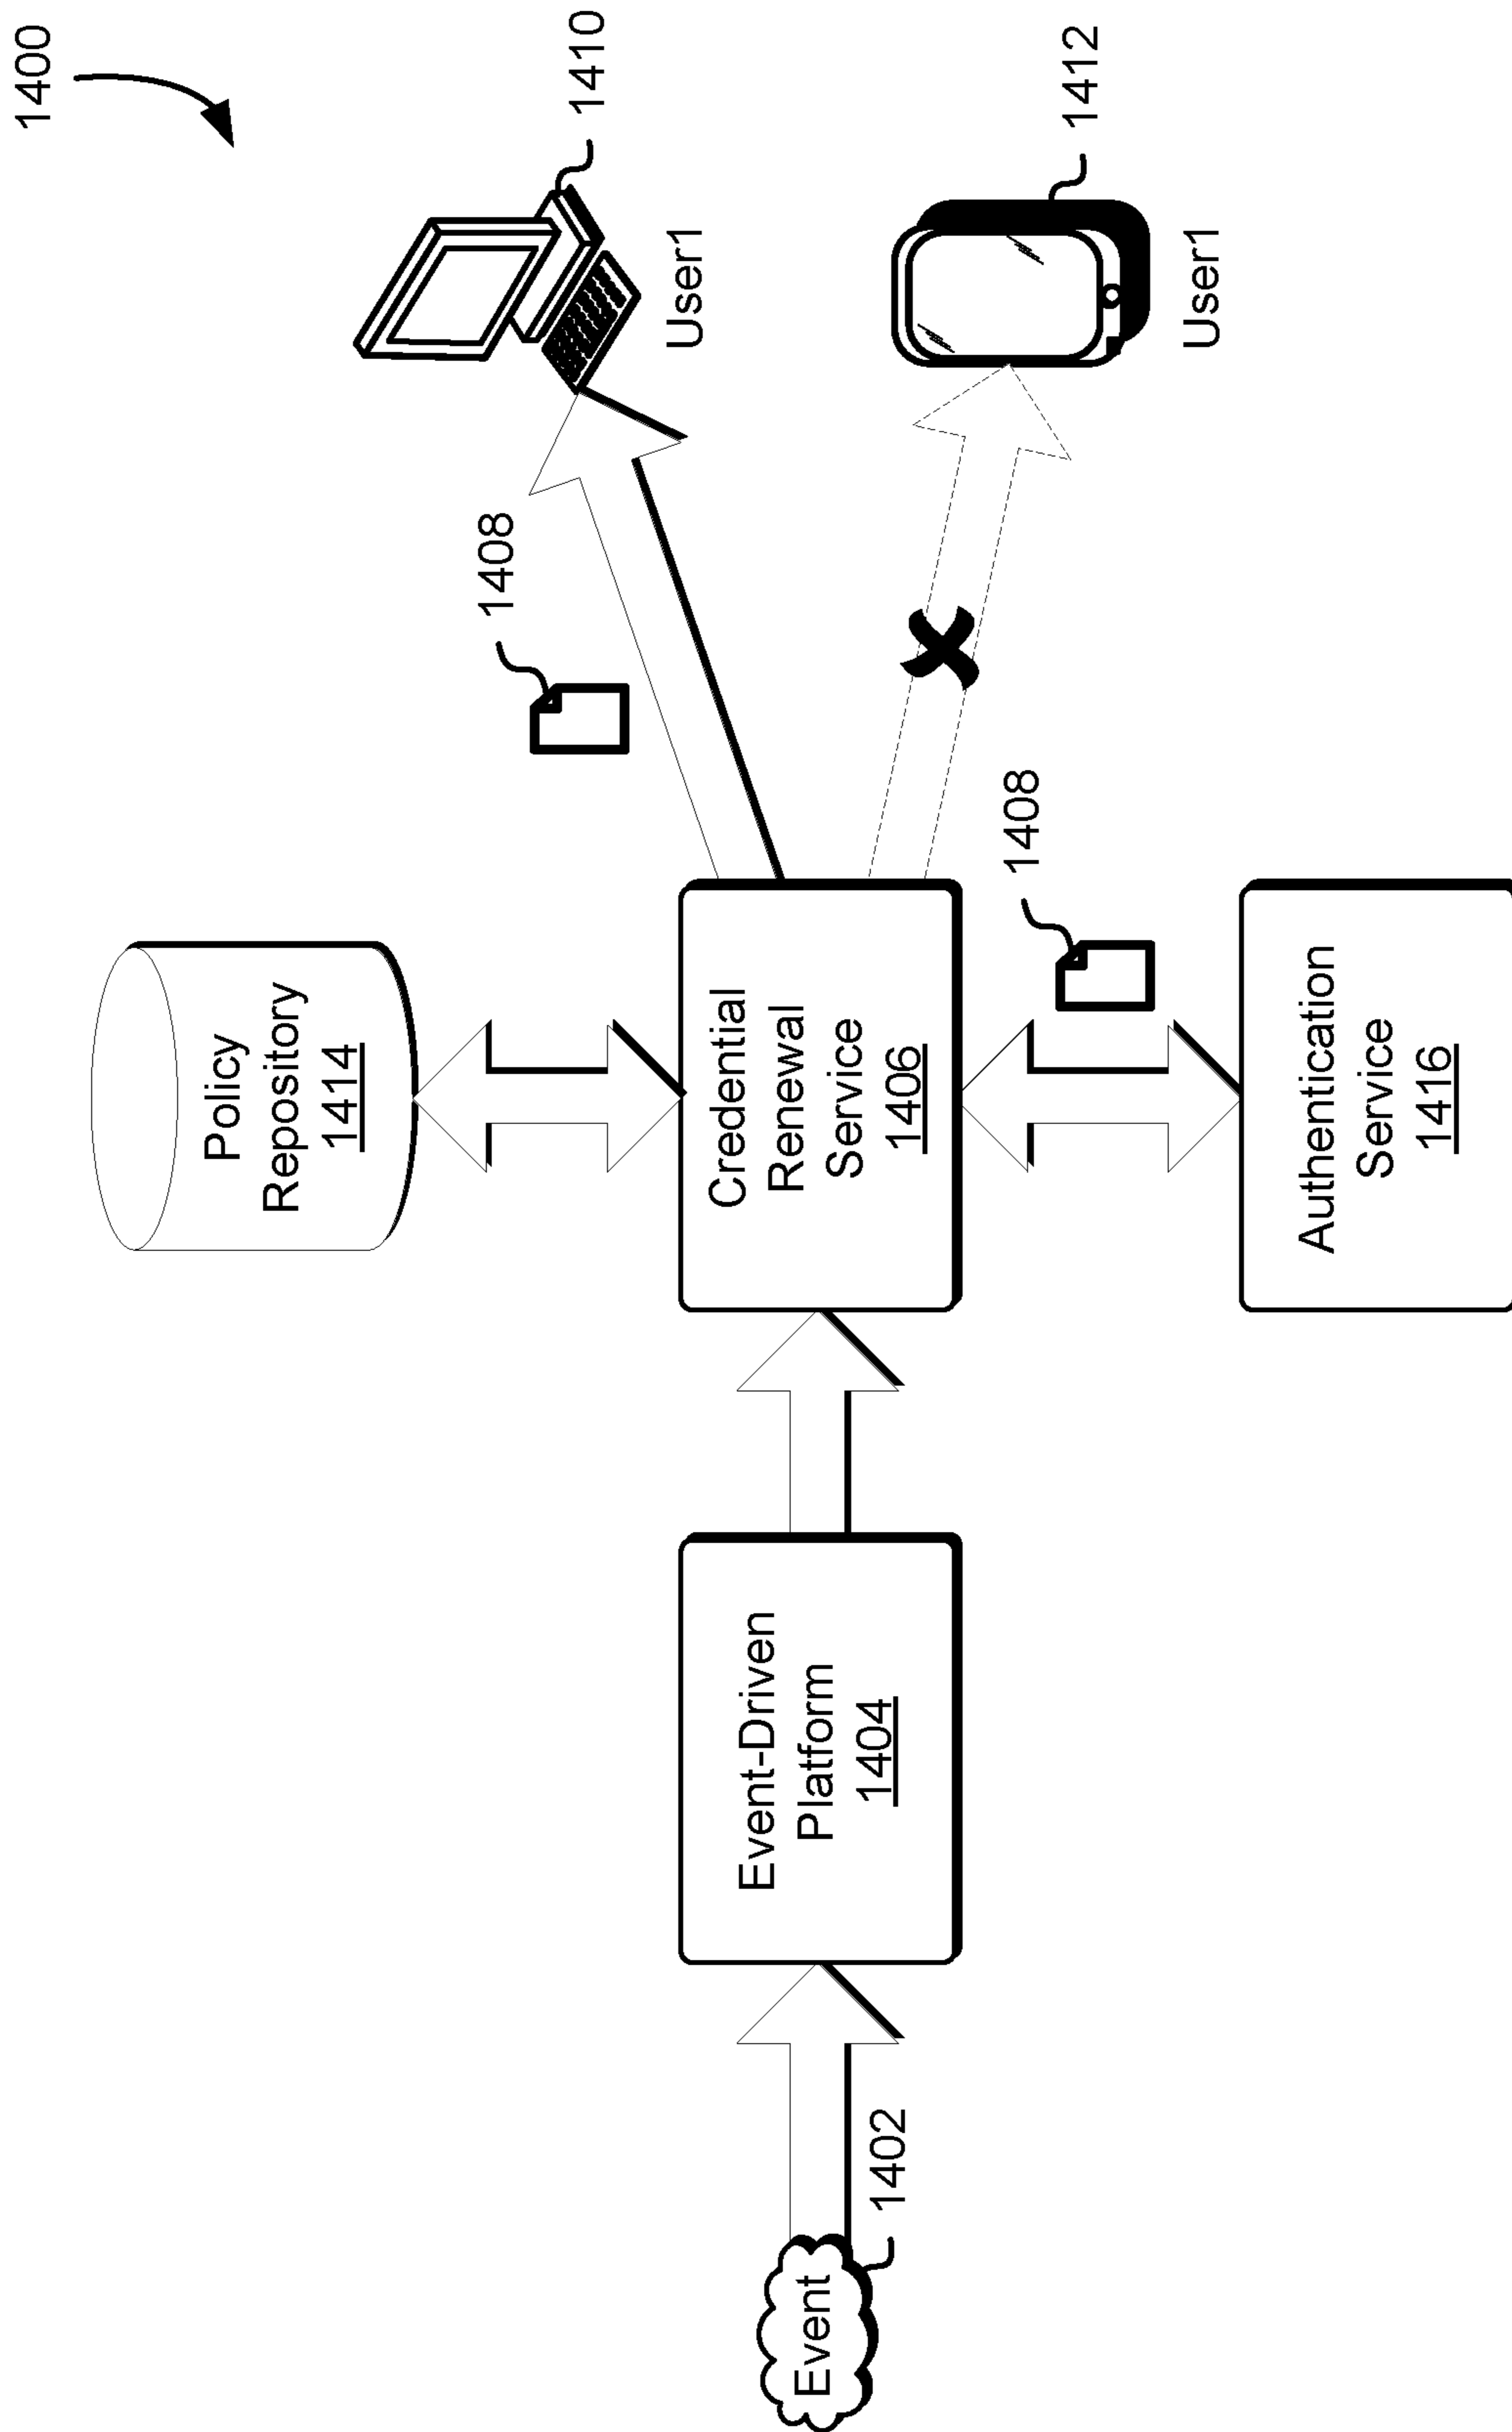 1400
Policy
Repository
1414
1408
1410
User1
Event
1402
Event-Driven
Platform
1404
Credential
Renewal
Service
1406
1412
User1
1408
Authentication
Service
1416